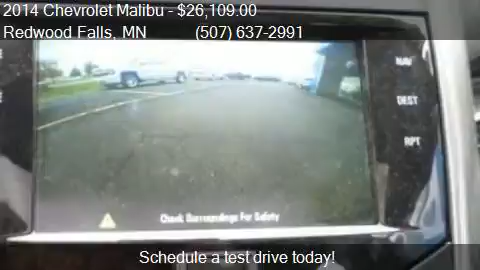 2014 Chevrolet Malibu - $26,109.00
Redwood Falls, MN (507) 637-2991
NAV
DEST
RPT
Check Surroundings For Safety
Schedule a test drive today!